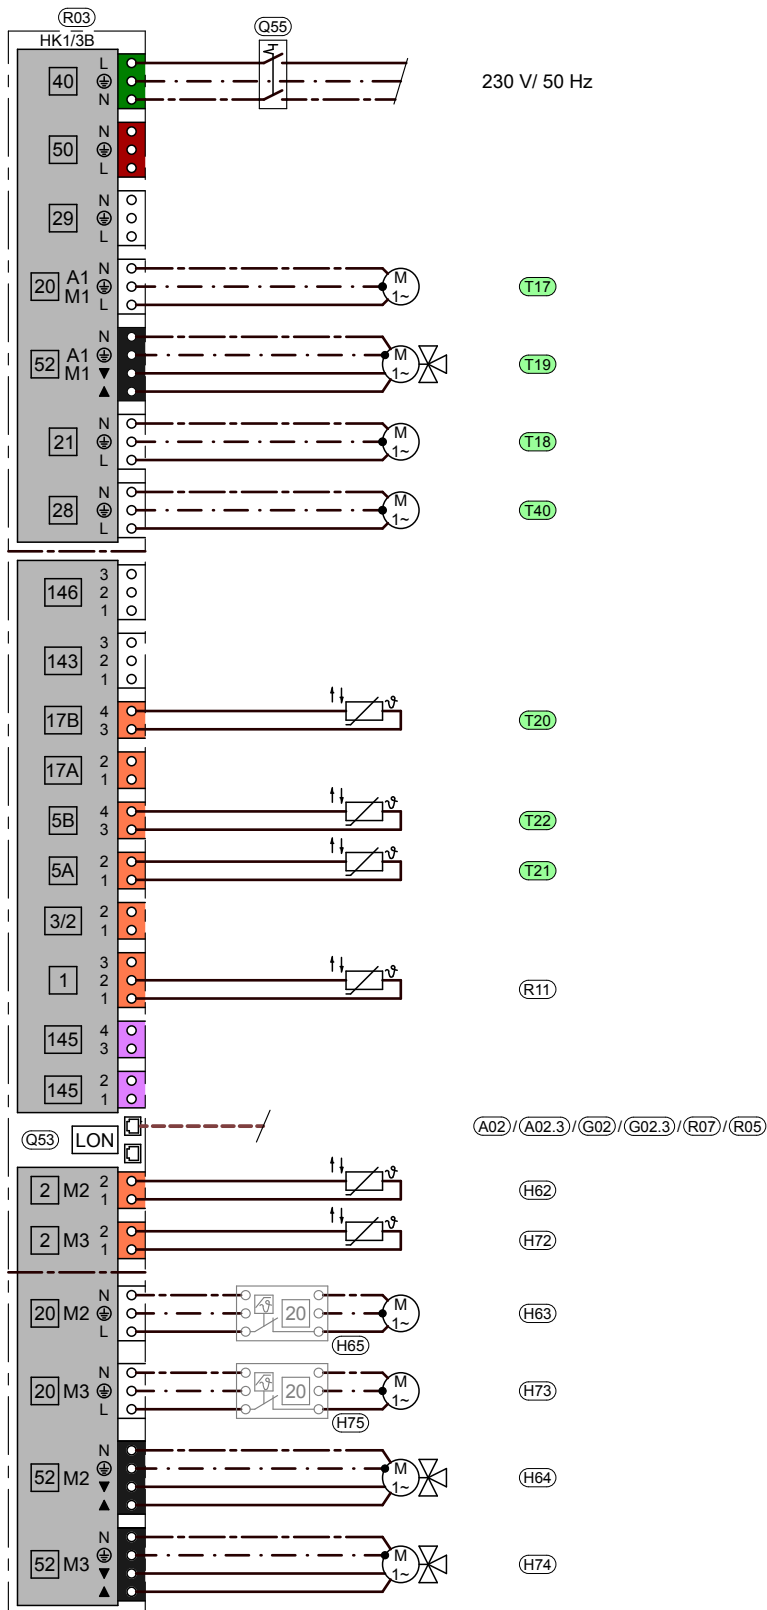 R03
HK1/3B
Q55
L
40
N
230 V/ 50 Hz
N
50
L
N
29
L
N
20 A1 M1
L
M 1~
T17
N
52 A1 M1
▼
▲
M 1~
T19
N
21
L
M 1~
T18
N
28
L
M 1~
T40
3
146 2
1
3
143 2
1
17B 4
3
ϑ
T20
17A 2
1
5B 4
3
ϑ
T22
5A 2
1
ϑ
T21
3/2 2
1
3
1 2
1
ϑ
R11
145 4
3
145 2
1
Q53 LON
A02/A02.3/G02/G02.3/R07/R05
2 M2 2
1
ϑ
H62
2 M3 2
1
ϑ
H72
N
20 M2
L
ϑ 20
H65
M 1~
H63
N
20 M3
L
ϑ 20
H75
M 1~
H73
N
52 M2
▼
▲
M 1~
H64
N
52 M3
▼
▲
M 1~
H74